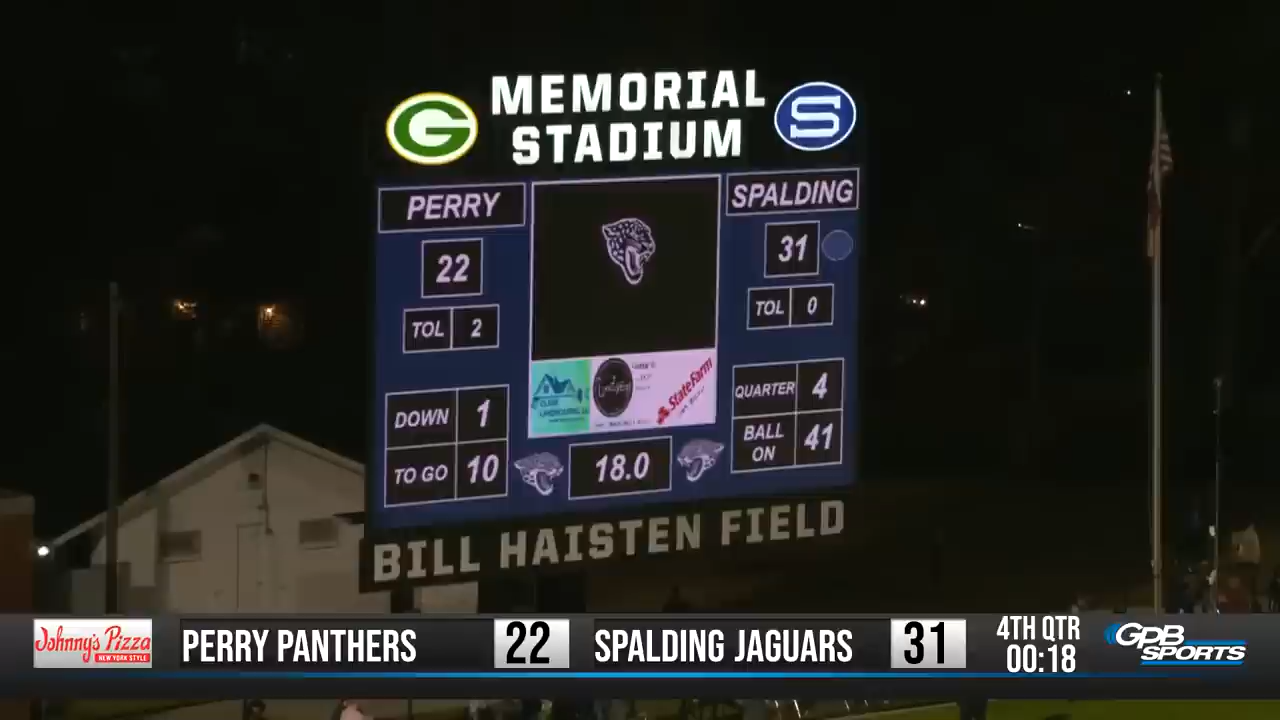 MEMORIAL
STADIUM
G
S
PERRY
SPALDING
22
31
TOL 2
TOL 0
DOWN 1
TO GO 10
QUARTER 4
BALL ON 41
StateFarm
18.0
BILL HAISTEN FIELD
Johnny's Pizza
NEW YORK STYLE
PERRY PANTHERS 22 SPALDING JAGUARS 31
4TH QTR
00:18
GPB
SPORTS